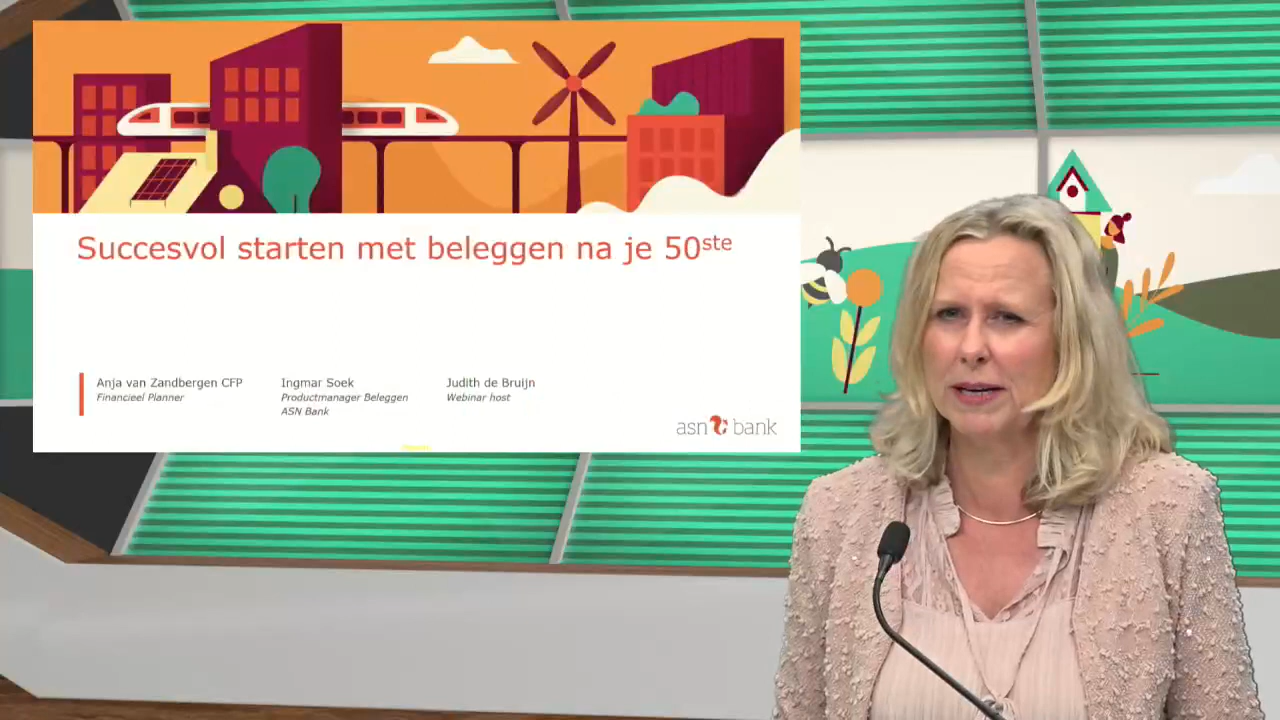 Succesvol starten met beleggen na je 50ste
Anja van Zandbergen CFP
Financieel Planner
Ingmar Soek
Productmanager Beleggen
ASN Bank
Judith de Bruijn
Webinar host
asn bank